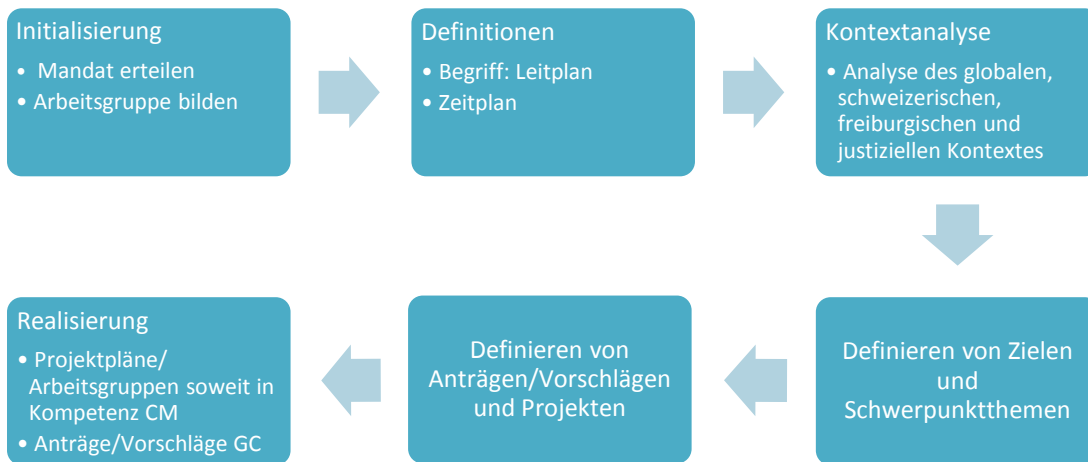 Initialisierung
• Mandat erteilen
• Arbeitsgruppe bilden
Definitionen
• Begriff: Leitplan
• Zeitplan
Kontextanalyse
• Analyse des globalen,
schweizerischen,
freiburgischen und
justiziellen Kontextes
Definieren von Zielen
und
Schwerpunktthemen
Definieren von
Anträgen/Vorschlägen
und Projekten
Realisierung
• Projektpläne/
Arbeitsgruppen soweit in
Kompetenz CM
• Anträge/Vorschläge GC